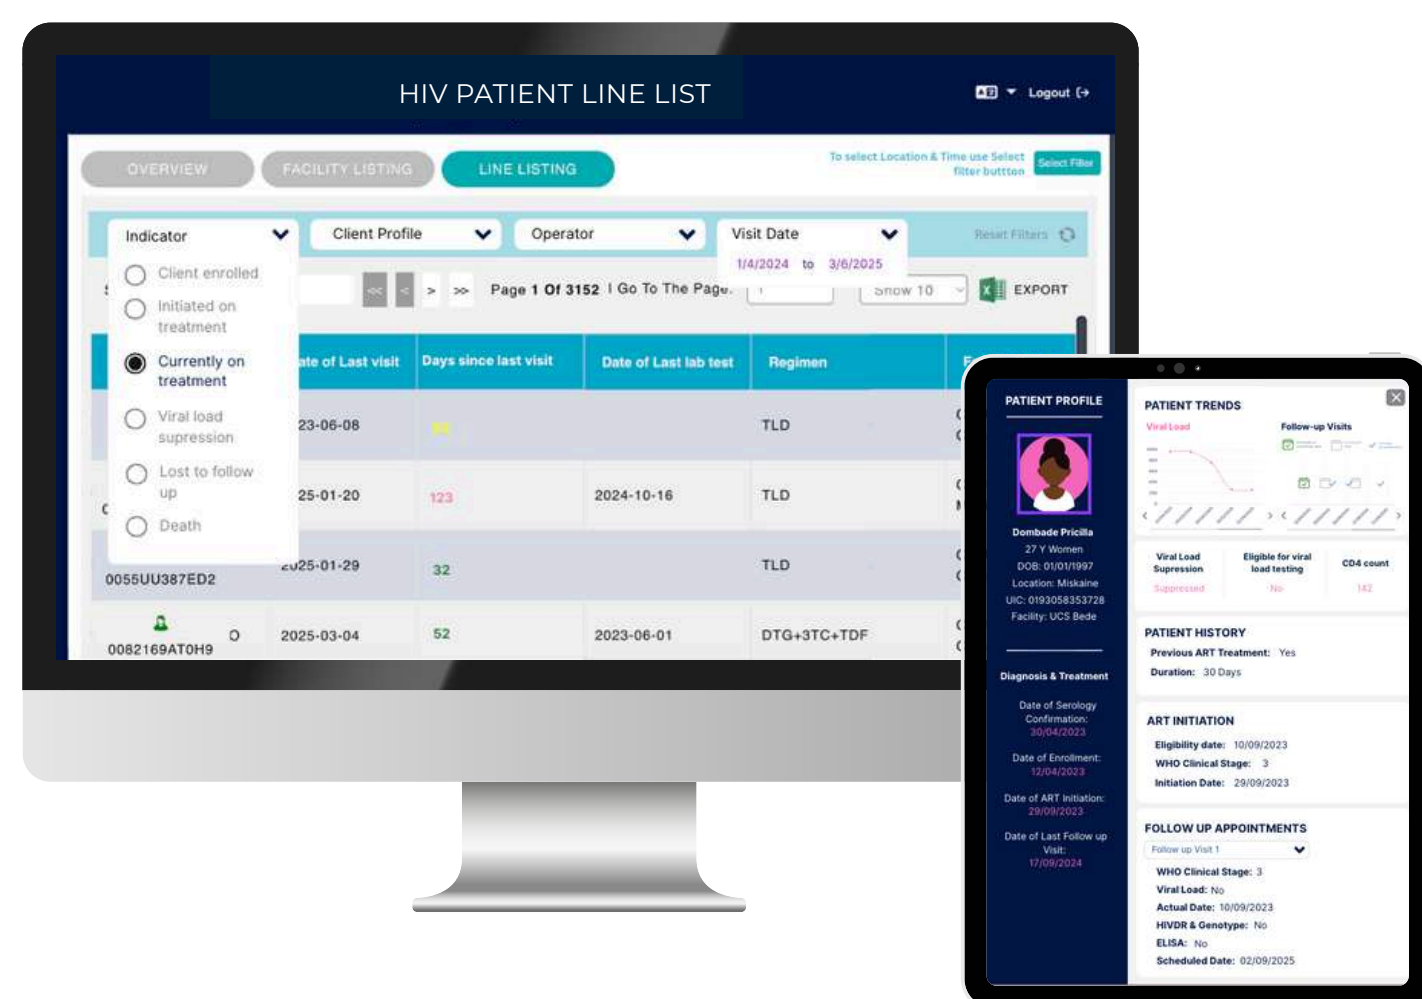 HIV PATIENT LINE LIST
Logout
OVERVIEW
FACILITY LISTING
LINE LISTING
To select Location & Time use Select
filter buttton
Select Filter
Indicator
Client Profile
Operator
Visit Date
Reset Filters
1/4/2024 to 3/6/2025
Client enrolled
Initiated on
treatment
Currently on
treatment
Viral load
supression
Lost to follow
up
Death
<< < > >> Page 1 Of 3152 | Go To The Page:
Show 10
EXPORT
ate of Last visit
Days since last visit
Date of Last lab test
Regimen
23-06-08
TLD
25-01-20
123
2024-10-16
TLD
0055UU387ED2
2025-01-29
32
TLD
0082169AT0H9
2025-03-04
52
2023-06-01
DTG+3TC+TDF
PATIENT PROFILE
Dombade Pricilla
27 Y Women
DOB: 01/01/1997
Location: Miskaine
UIC: 0193058353728
Facility: UCS Bede
Diagnosis & Treatment
Date of Serology
Confirmation:
30/04/2023
Date of Enrollment:
12/04/2023
Date of ART Initiation:
29/09/2023
Date of Last Follow up
Visit:
17/09/2024
PATIENT TRENDS
Viral Load
Follow-up Visits
Viral Load
Supression
Suppressed
Eligible for viral
load testing
No
CD4 count
142
PATIENT HISTORY
Previous ART Treatment: Yes
Duration: 30 Days
ART INITIATION
Eligibility date: 10/09/2023
WHO Clinical Stage: 3
Initiation Date: 29/09/2023
FOLLOW UP APPOINTMENTS
Follow up Visit 1
WHO Clinical Stage: 3
Viral Load: No
Actual Date: 10/09/2023
HIVDR & Genotype: No
ELISA: No
Scheduled Date: 02/09/2025